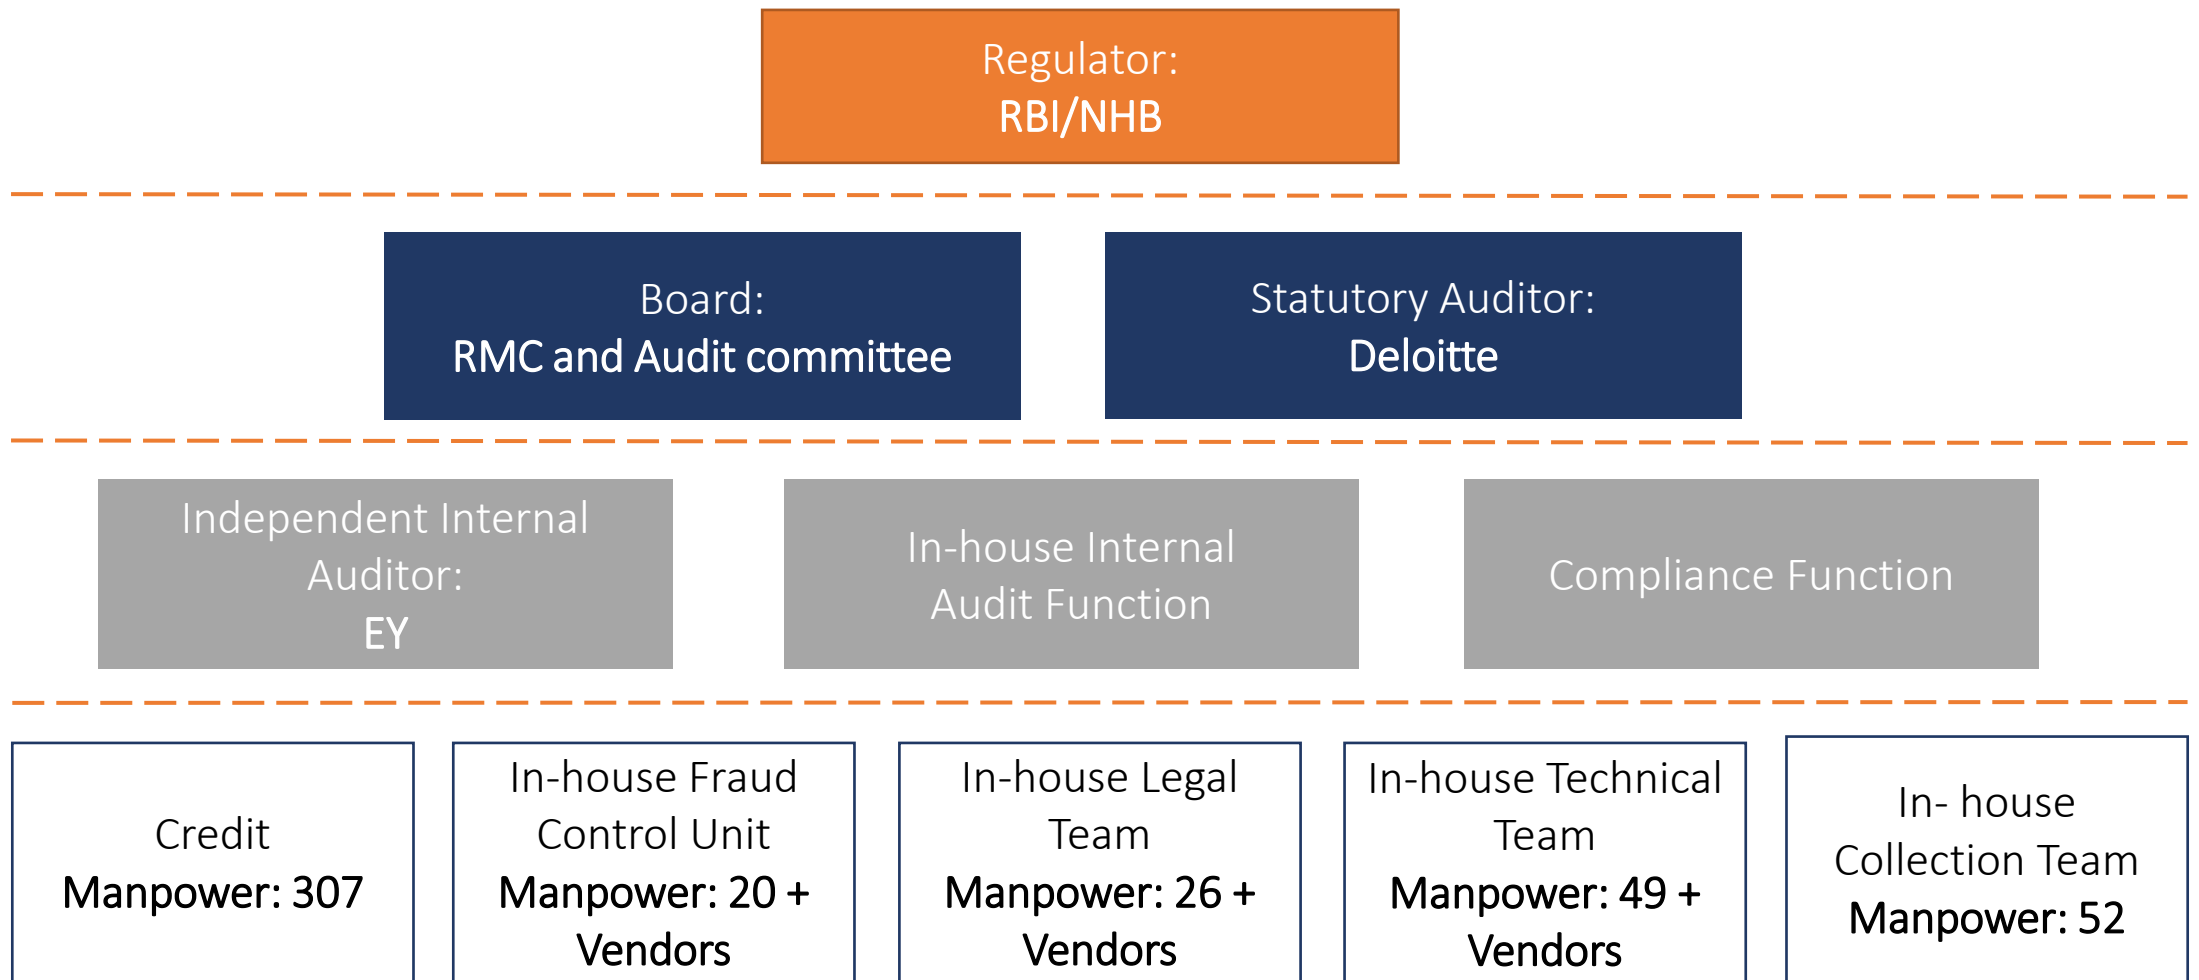 Regulator:
RBI/NHB
Board:
RMC and Audit committee
Statutory Auditor:
Deloitte
Independent Internal
Auditor:
EY
In-house Internal
Audit Function
Compliance Function
Credit
Manpower: 307
In-house Fraud
Control Unit
Manpower: 20 +
Vendors
In-house Legal
Team
Manpower: 26 +
Vendors
In-house Technical
Team
Manpower: 49 +
Vendors
In- house
Collection Team
Manpower: 52